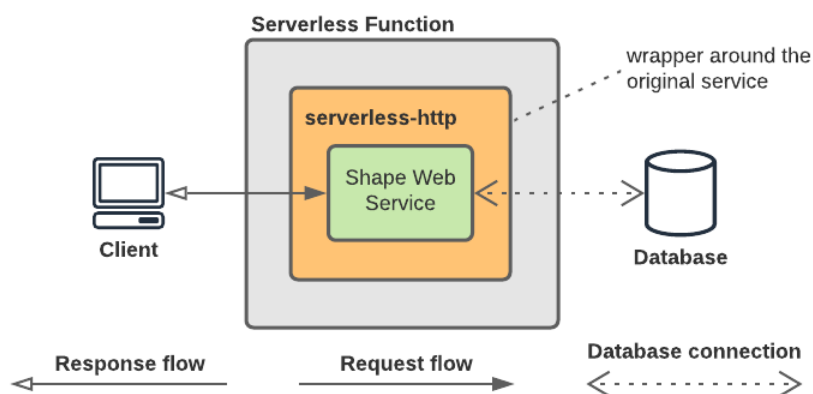 Serverless Function
wrapper around the
original service
serverless-http
Shape Web
Service
Client
Database
Response flow
Request flow
Database connection